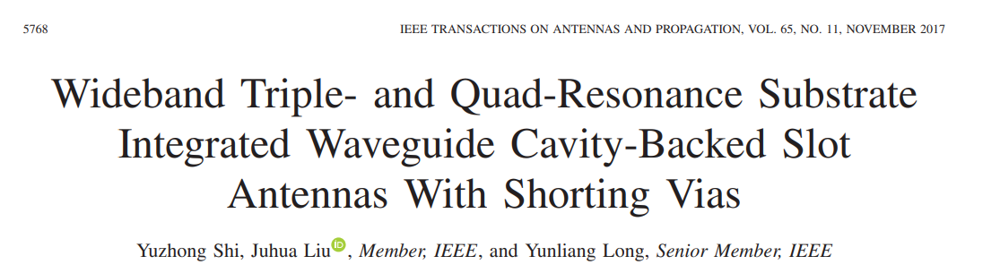 5768
IEEE TRANSACTIONS ON ANTENNAS AND PROPAGATION, VOL. 65, NO. 11, NOVEMBER 2017
Wideband Triple- and Quad-Resonance Substrate
Integrated Waveguide Cavity-Backed Slot
Antennas With Shorting Vias
Yuzhong Shi, Juhua Liu iD, Member, IEEE, and Yunliang Long, Senior Member, IEEE